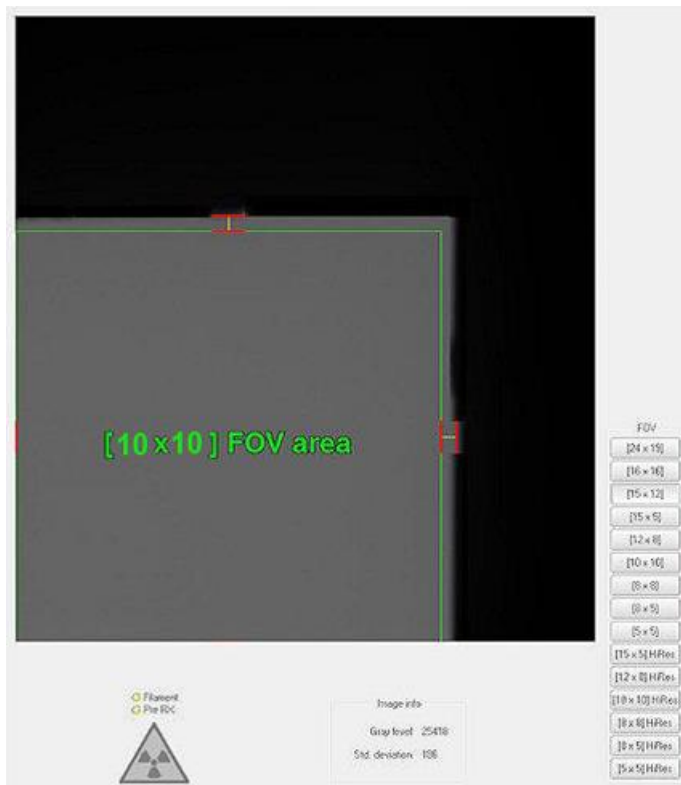 [10 x 10] FOV area
FOV
[24 x 19]
[16 x 16]
[15 x 12]
[15 x 5]
[12 x 8]
[10 x 10]
[8 x 8]
[8 x 5]
[5 x 5]
[15 x 5] HiRes
[12 x 8] HiRes
[10 x 10] HiRes
[8 x 8] HiRes
[8 x 5] HiRes
[5 x 5] HiRes
Filament
Pre RX
Image info
Gray level 25418
Std. deviation 186